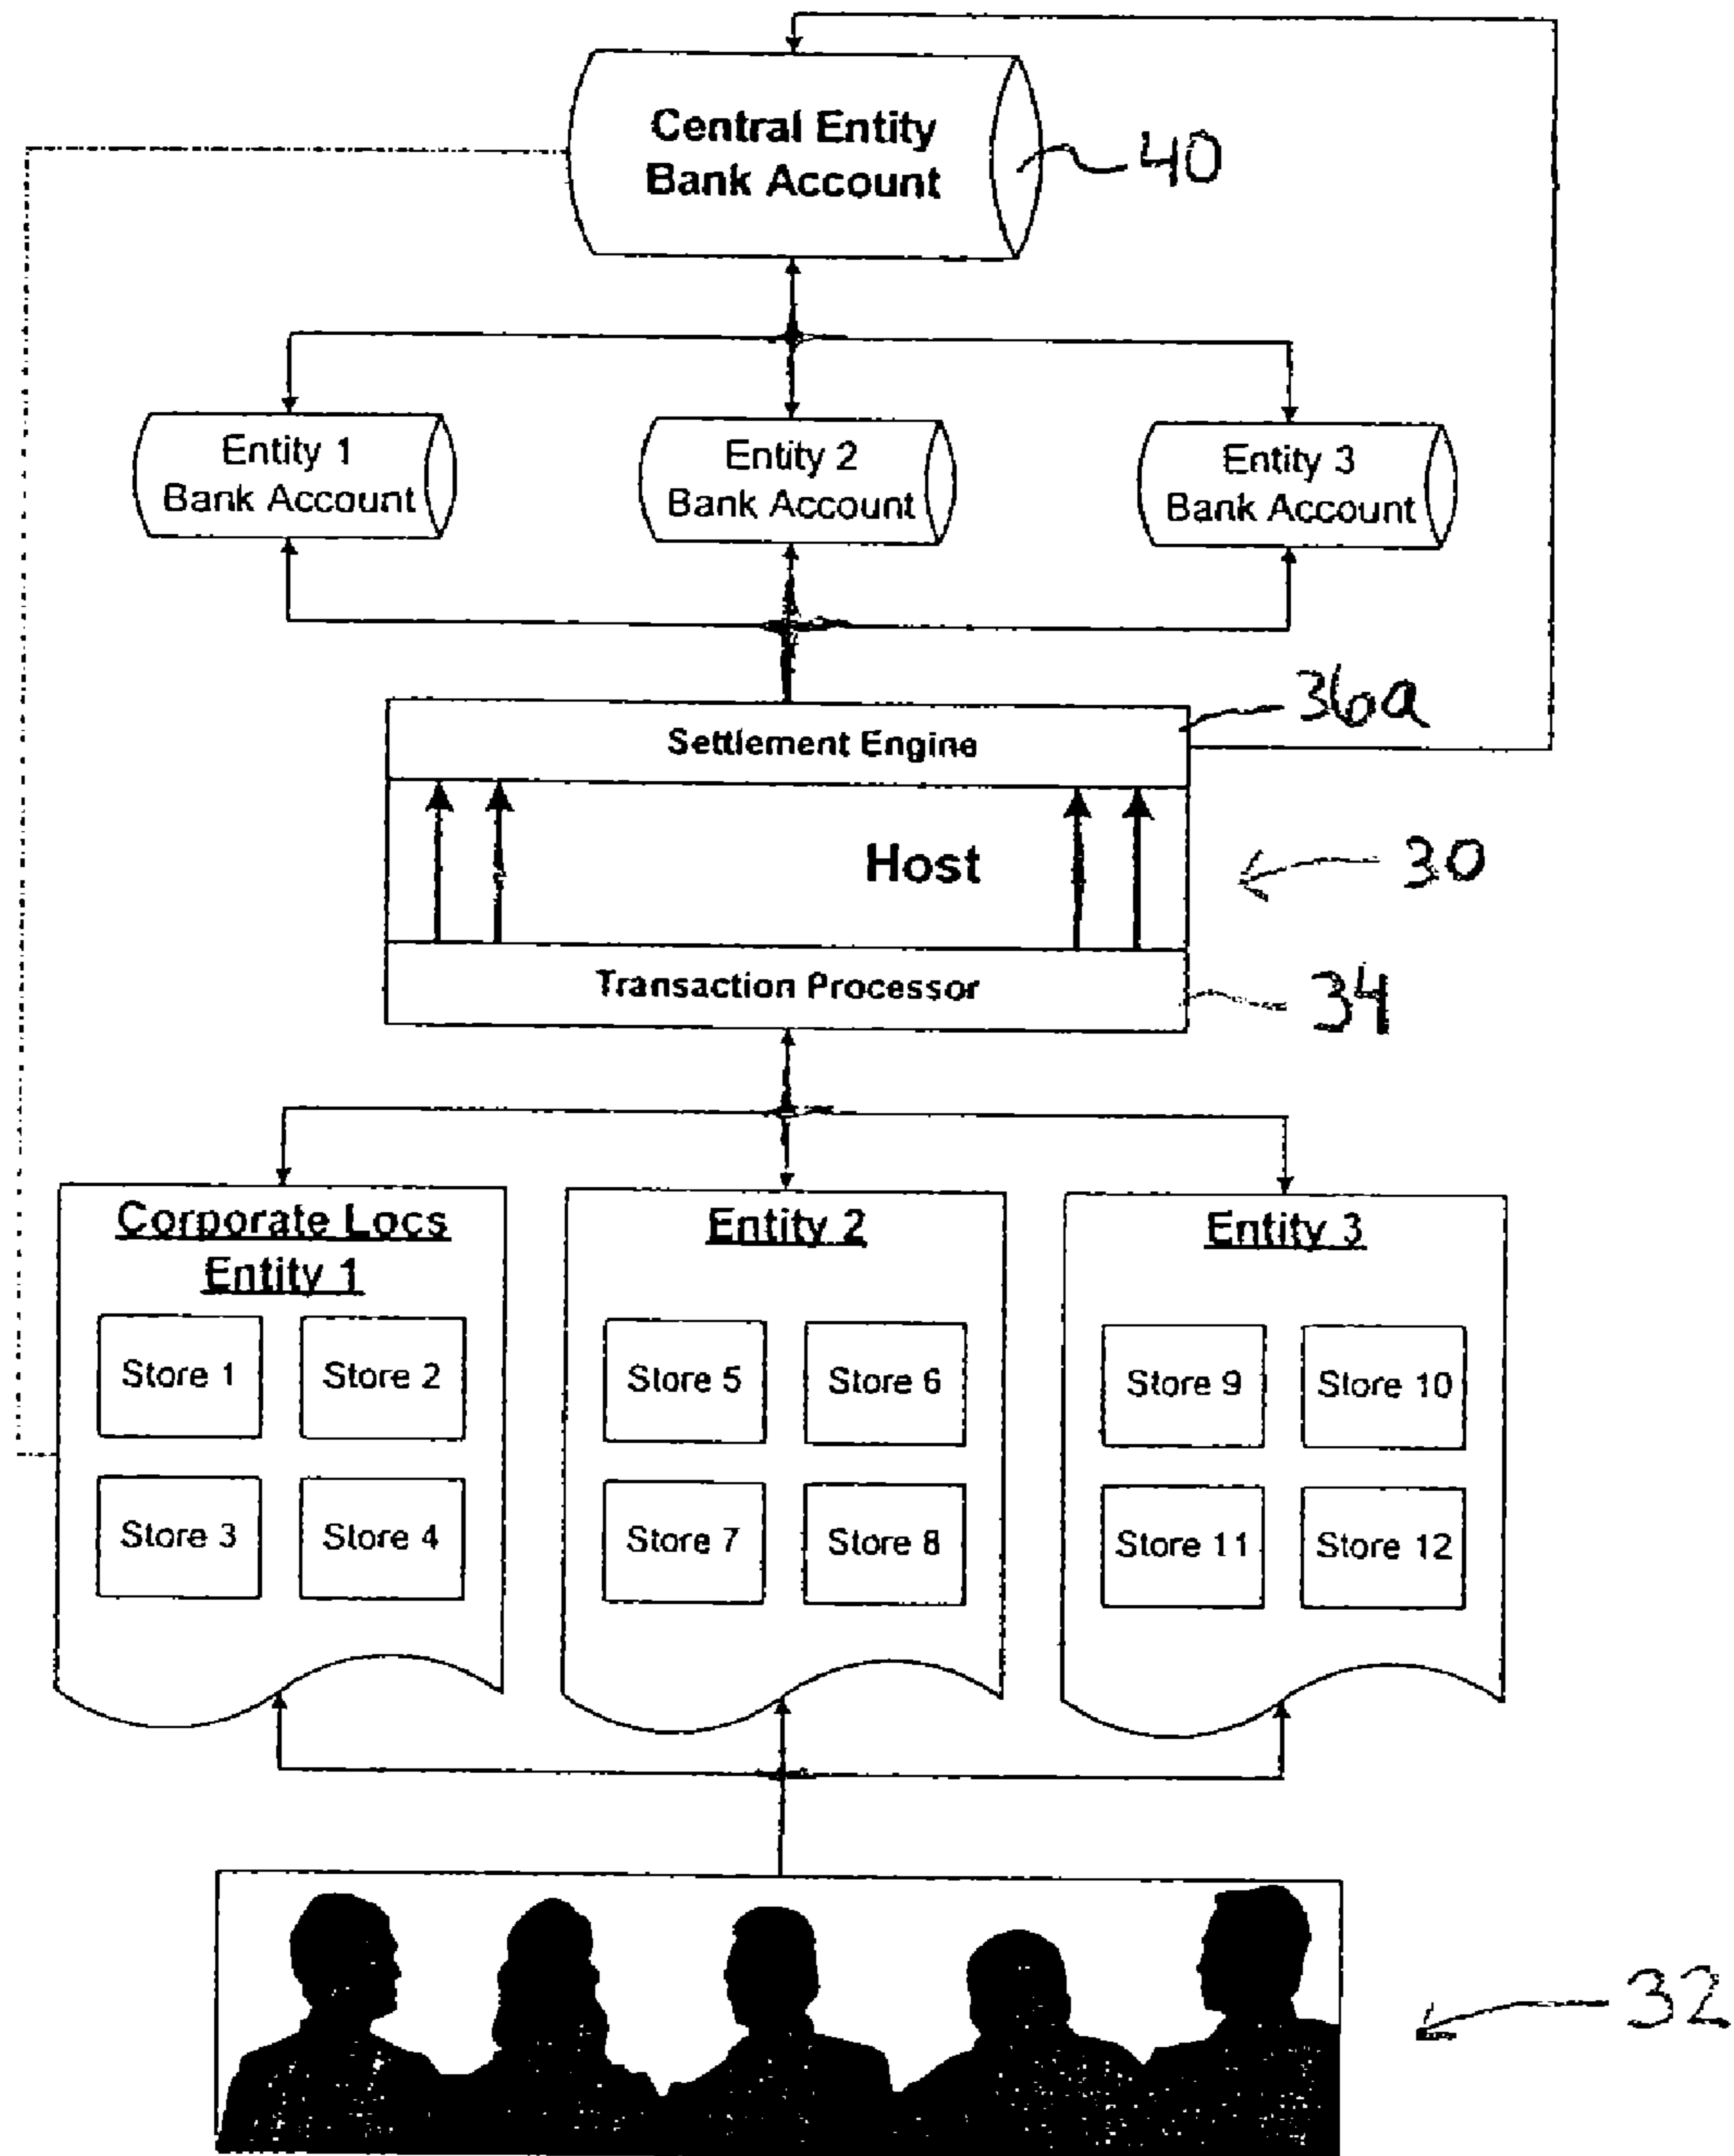 Central Entity
Bank Account
40
Entity 1
Bank Account
Entity 2
Bank Account
Entity 3
Bank Account
36a
Settlement Engine
Host
30
Transaction Processor
34
Corporate Locs
Entity 1
Entity 2
Entity 3
Store 1
Store 2
Store 5
Store 6
Store 9
Store 10
Store 3
Store 4
Store 7
Store 8
Store 11
Store 12
32